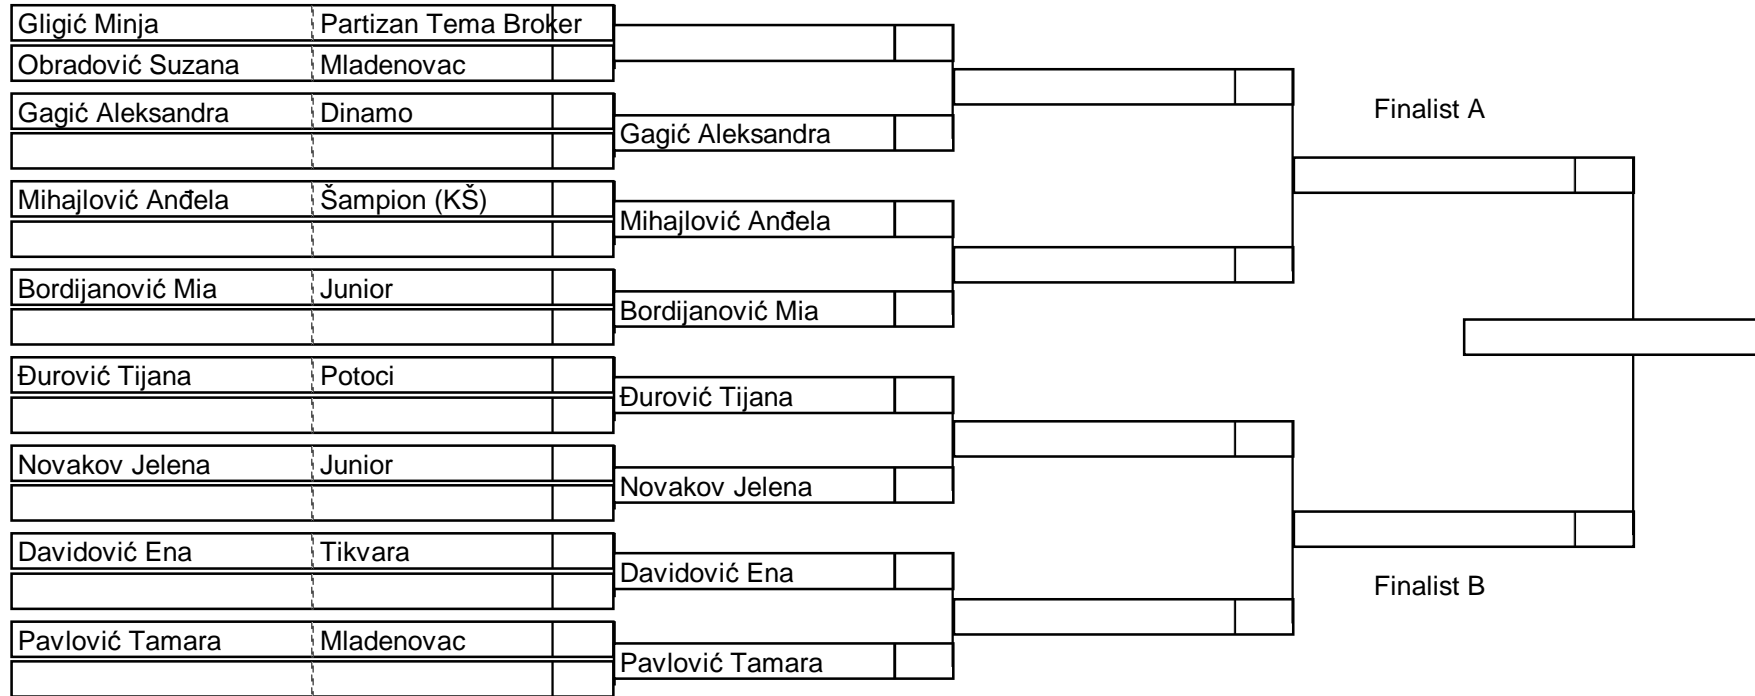 Gligić Minja Partizan Tema Broker
Obradović Suzana Mladenovac
Gagić Aleksandra Dinamo
Mihajlović Anđela Šampion (KŠ)
Bordijanović Mia Junior
Đurović Tijana Potoci
Novakov Jelena Junior
Davidović Ena Tikvara
Pavlović Tamara Mladenovac
Gagić Aleksandra
Mihajlović Anđela
Bordijanović Mia
Đurović Tijana
Novakov Jelena
Davidović Ena
Pavlović Tamara
Finalist A
Finalist B